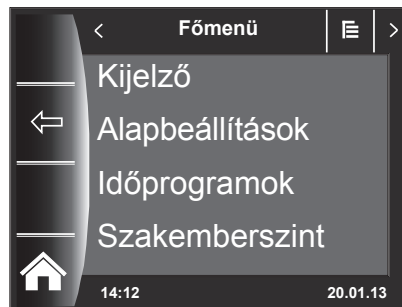 Főmenü
Kijelző
Alapbeállítások
Időprogramok
Szakemberszint
14:12 20.01.13